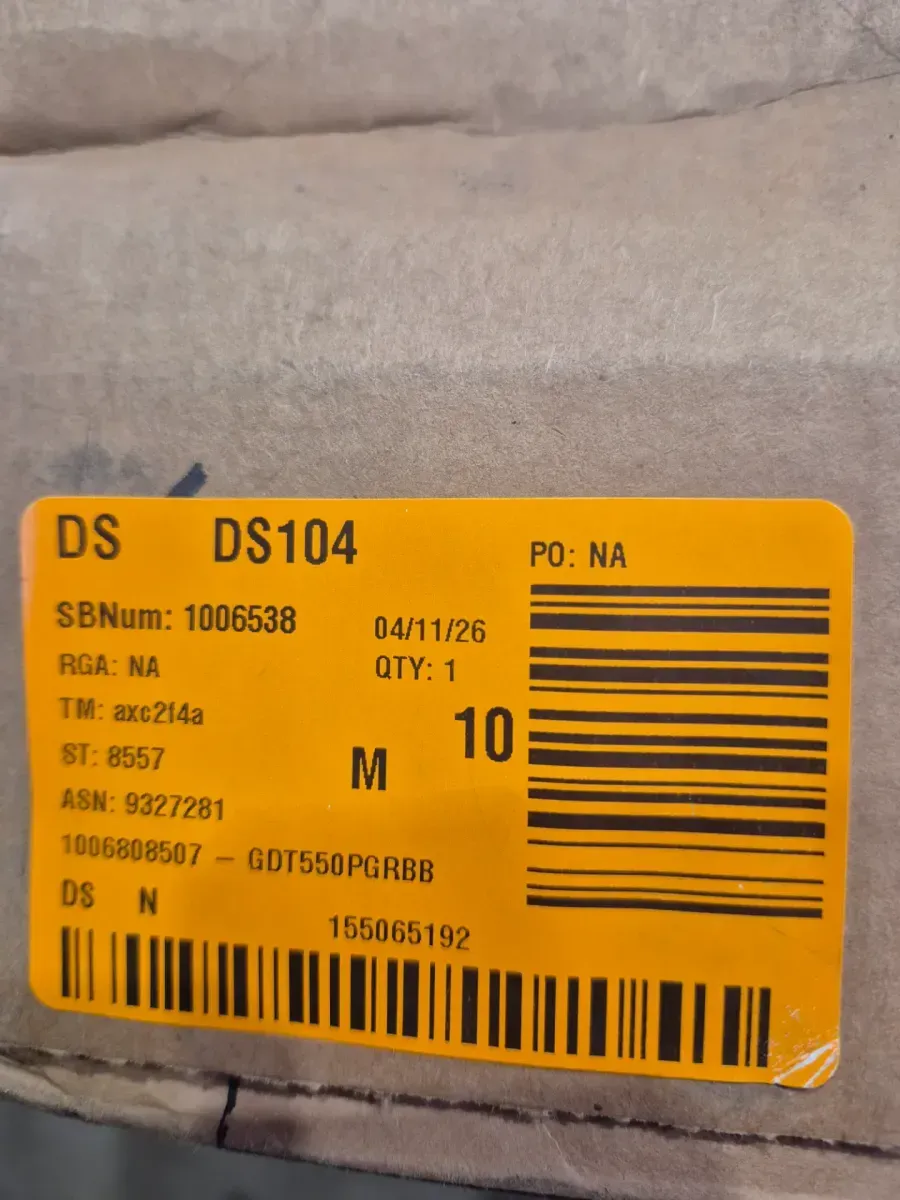 DS DS104
PO: NA
SBNum: 1006538
04/11/26
RGA: NA
QTY: 1
TM: axc2f4a
10
ST: 8557
M
ASN: 9327281
1006808507 – GDT550PGRBB
DS N
155065192